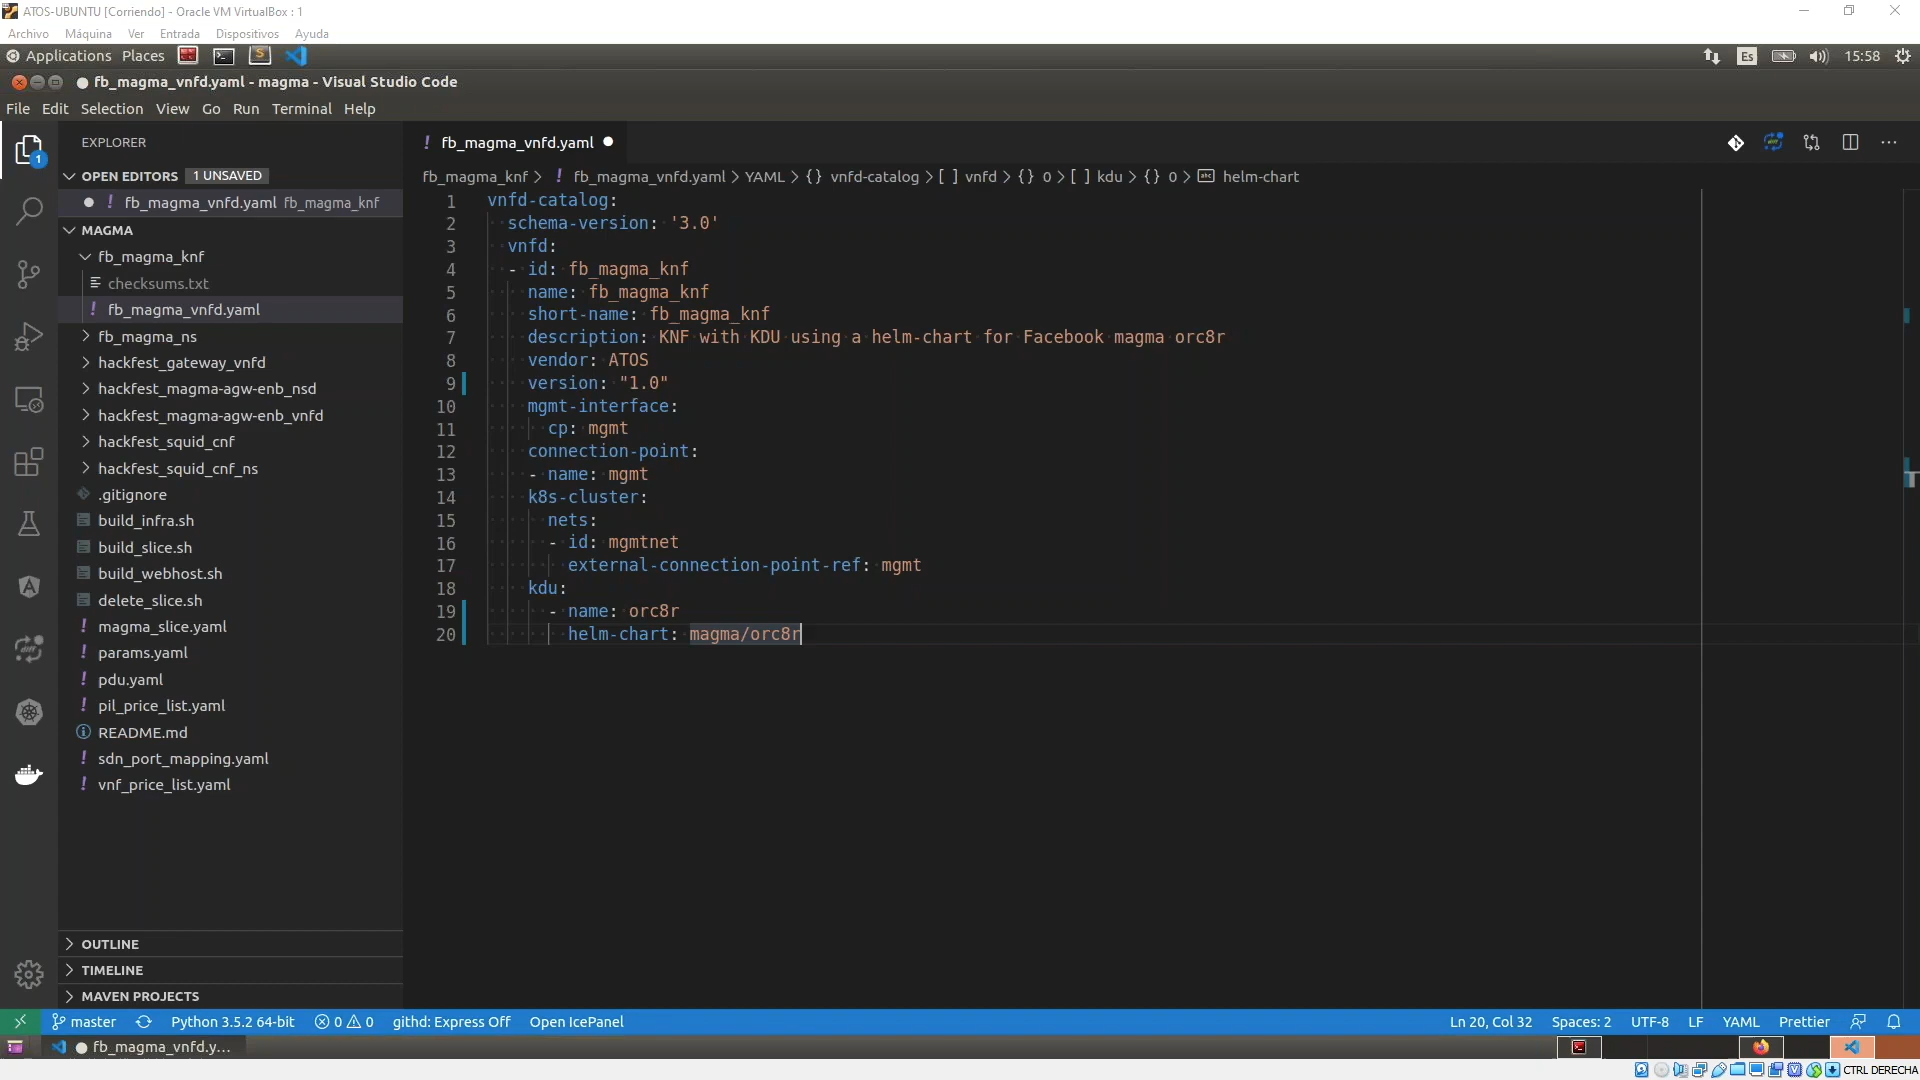 ATOS-UBUNTU [Corriendo] - Oracle VM VirtualBox : 1
Archivo Máquina Ver Entrada Dispositivos Ayuda
Applications Places Es 15:58
fb_magma_vnfd.yaml - magma - Visual Studio Code
File Edit Selection View Go Run Terminal Help
EXPLORER
! fb_magma_vnfd.yaml
OPEN EDITORS 1 UNSAVED
fb_magma_knf > ! fb_magma_vnfd.yaml > YAML > {} vnfd-catalog > [ ] vnfd > {} 0 > [ ] kdu > {} 0 > helm-chart
! fb_magma_vnfd.yaml fb_magma_knf
MAGMA
fb_magma_knf
checksums.txt
! fb_magma_vnfd.yaml
fb_magma_ns
hackfest_gateway_vnfd
hackfest_magma-agw-enb_nsd
hackfest_magma-agw-enb_vnfd
hackfest_squid_cnf
hackfest_squid_cnf_ns
.gitignore
build_infra.sh
build_slice.sh
build_webhost.sh
delete_slice.sh
! magma_slice.yaml
! params.yaml
! pdu.yaml
! pil_price_list.yaml
README.md
! sdn_port_mapping.yaml
! vnf_price_list.yaml
OUTLINE
TIMELINE
MAVEN PROJECTS
1 vnfd-catalog:
2 schema-version: '3.0'
3 vnfd:
4 - id: fb_magma_knf
5 name: fb_magma_knf
6 short-name: fb_magma_knf
7 description: KNF with KDU using a helm-chart for Facebook magma orc8r
8 vendor: ATOS
9 version: "1.0"
10 mgmt-interface:
11 cp: mgmt
12 connection-point:
13 - name: mgmt
14 k8s-cluster:
15 nets:
16 - id: mgmtnet
17 external-connection-point-ref: mgmt
18 kdu:
19 - name: orc8r
20 helm-chart: magma/orc8r
master Python 3.5.2 64-bit 0 0 githd: Express Off Open IcePanel Ln 20, Col 32 Spaces: 2 UTF-8 LF YAML Prettier
fb_magma_vnfd.y...
CTRL DERECHA